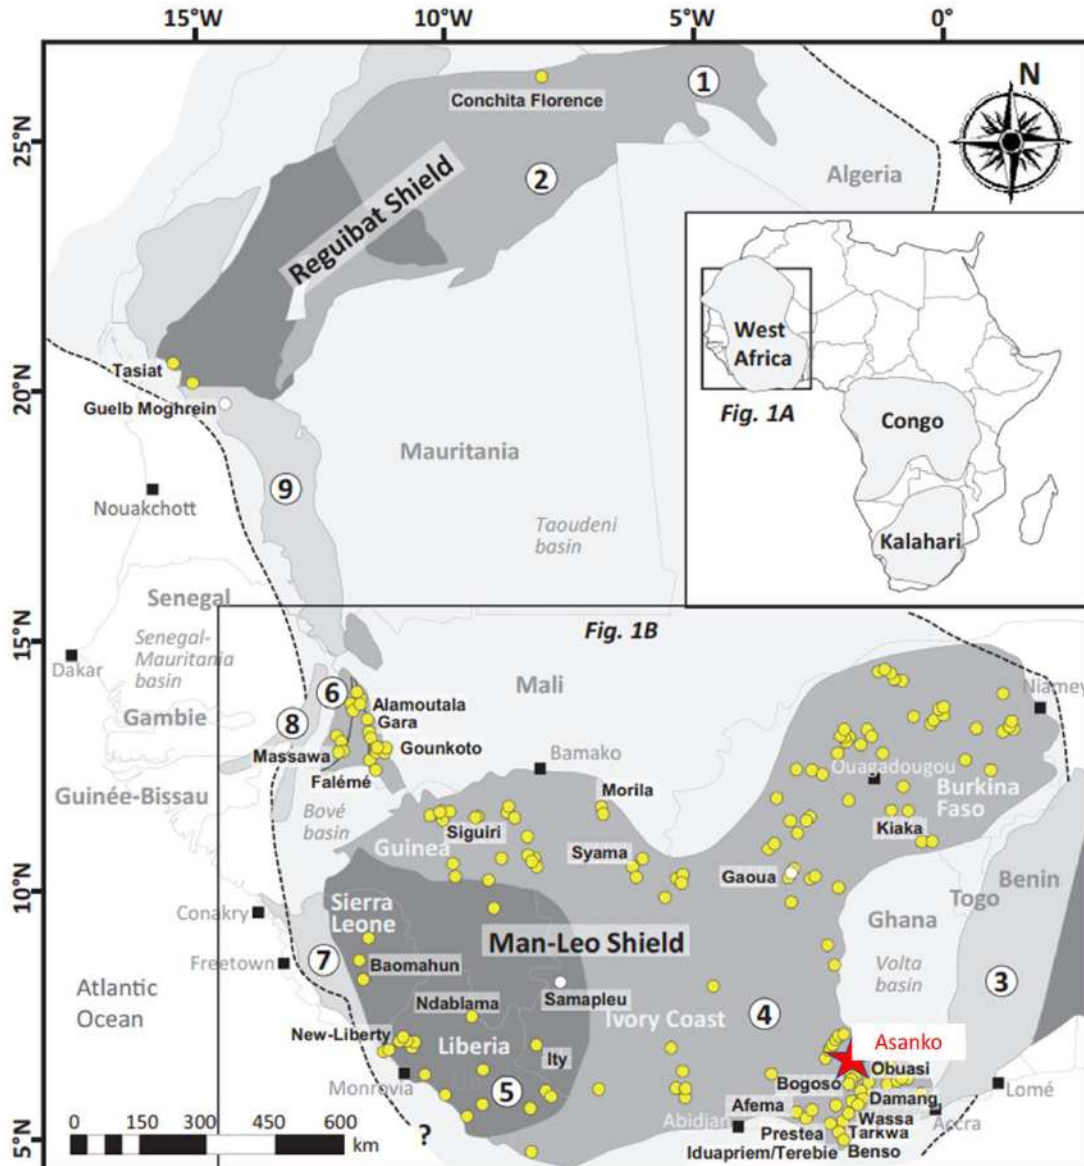 15°W
10°W
5°W
0°
N
1
Conchita Florence
25°N
2
Algeria
Reguibat Shield
West
Africa
Fig. 1A
Congo
Kalahari
Tasiat
20°N
Guelb Moghrein
Mauritania
9
Nouakchott
Taoudeni
basin
Senegal
Fig. 1B
15°N
Senegal-
Mauritania
basin
Dakar
Mali
Niamey
6
Alamoutala
8
Gara
Gambie
Massawa
Gounkoto
Bamako
Falémé
Ouagadougou
Morila
Burkina
Faso
Guinée-Bissau
Bové
basin
Siguiri
Kiaka
Guinea
Syama
Gaoua
10°N
Benin
Togo
Sierra
Leone
Ghana
Conakry
Man-Leo Shield
7
Freetown
Baomahun
Volta
basin
3
Atlantic
Ocean
Ndablama
Samapleu
4
Ivory Coast
New-Liberty
Asanko
Liberia
Ity
Obuasi
Monrovia
5
Bogoso
Damang
Lomé
Afema
Wassa
Accra
Abidjan
Prestea
Tarkwa
Iduapriem/Terebie
Benso
5°N
?
0 75 150 300 450 600
km